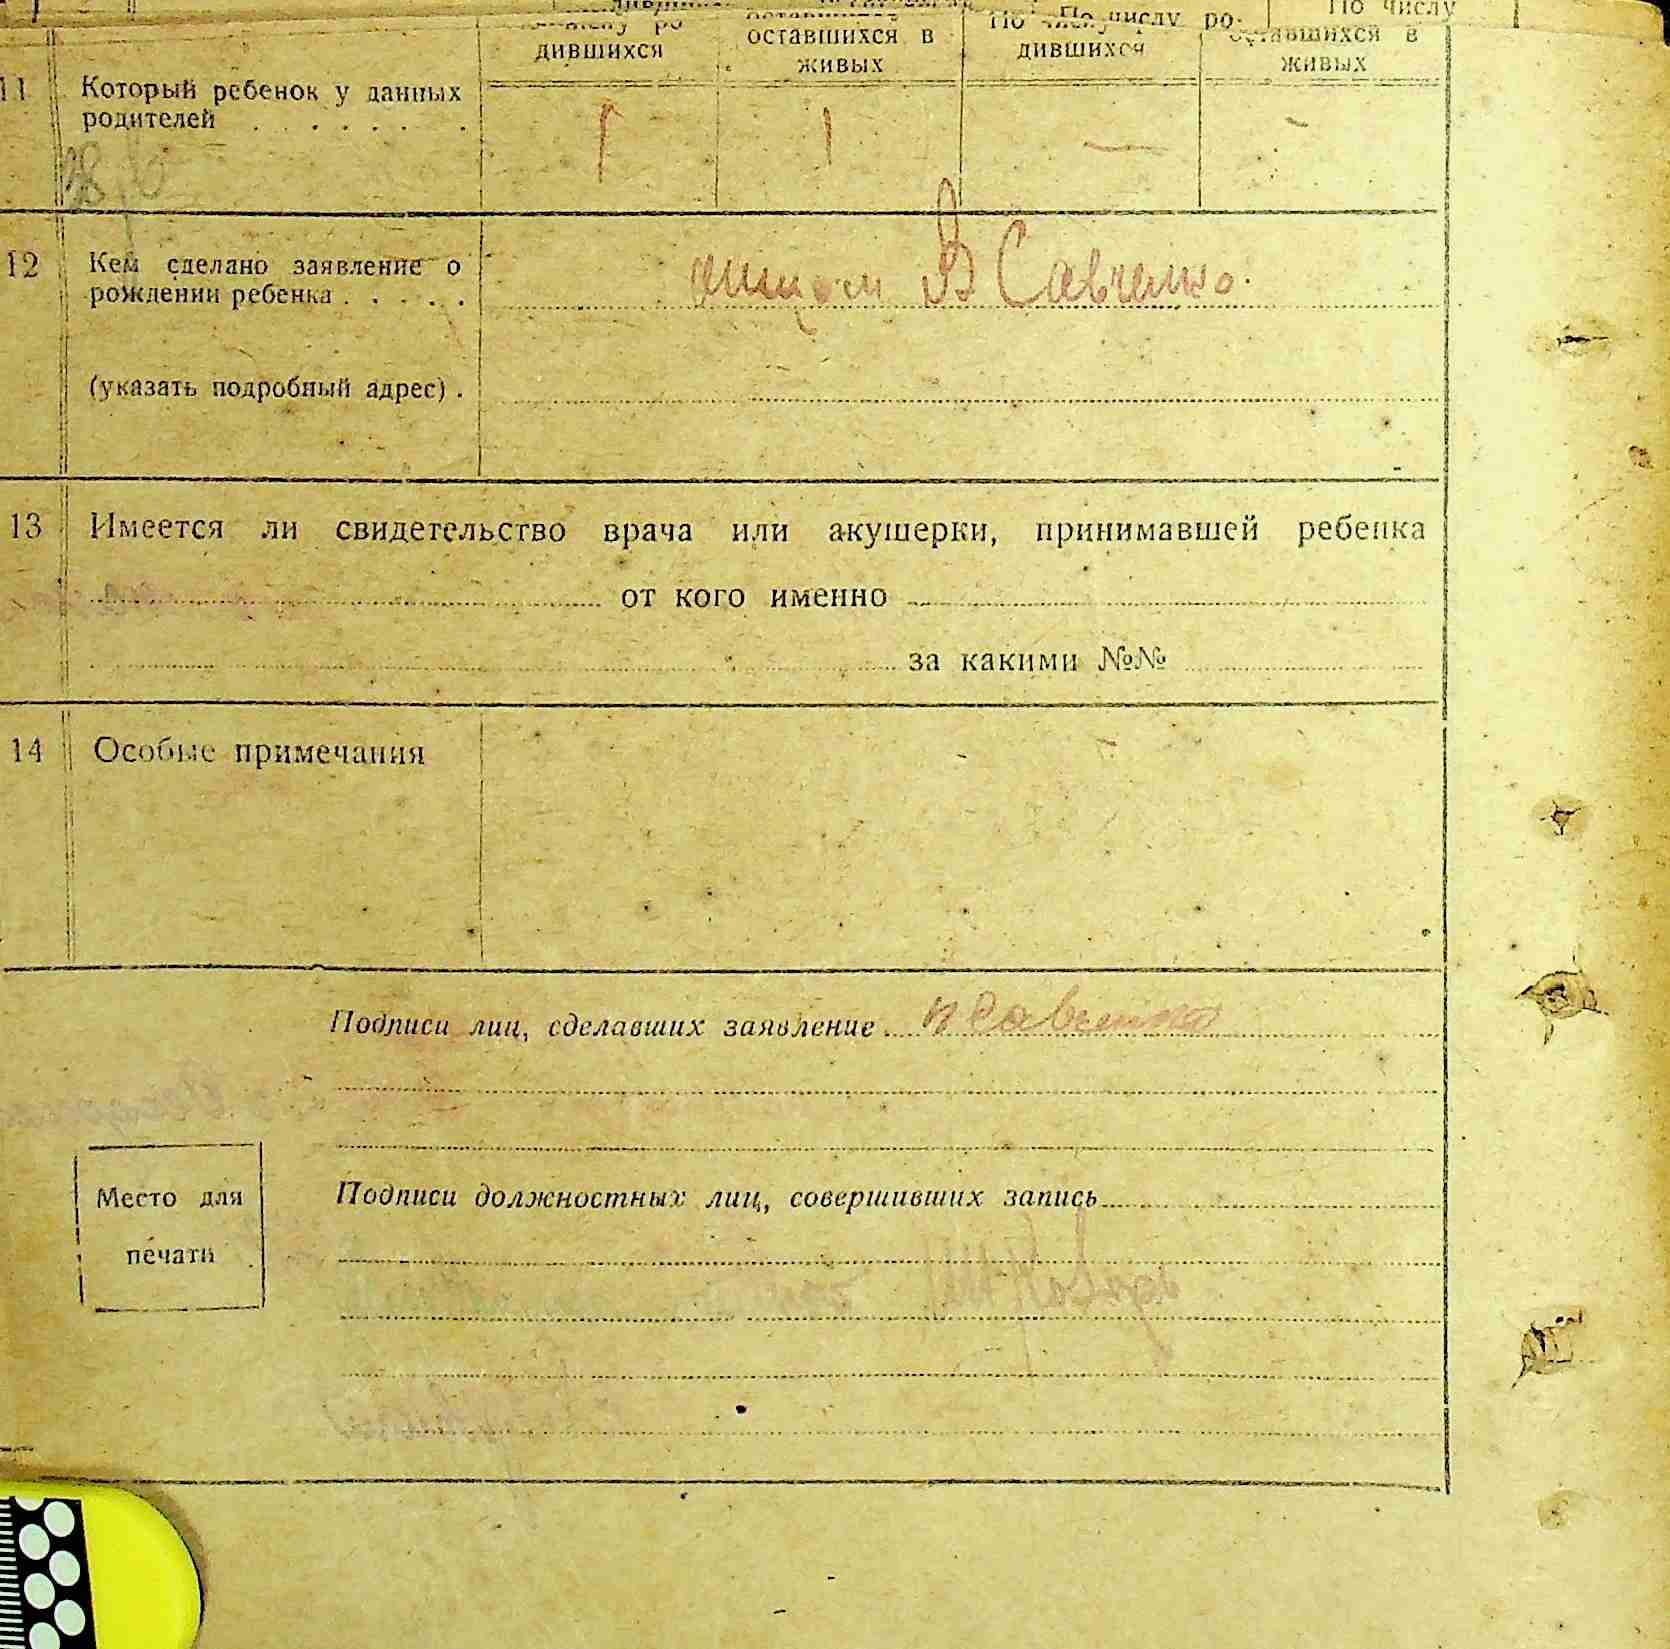 По числу ро-
По числу
дившихся
оставшихся в
живых
дившихся
оставшихся в
живых
11 Который ребенок у данных
родителей . . . . . . .
1 1 — -
12 Кем сделано заявление о
рождении ребенка . . . . .
В Савченко.
(указать подробный адрес) .
13 Имеется ли свидетельство врача или акушерки, принимавшей ребенка
от кого именно
за какими №№
14 Особые примечания
Подписи лиц, сделавших заявление Савченко
Подписи должностных лиц, совершивших запись
Место для
печати